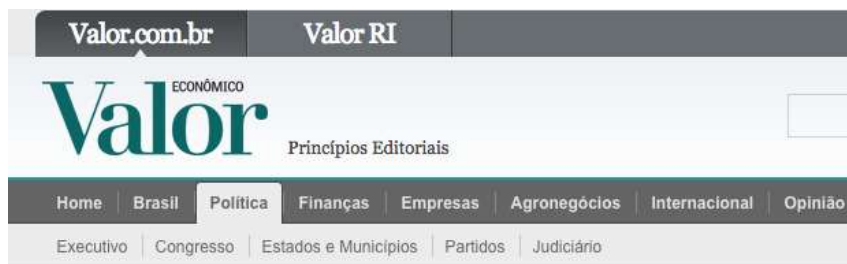 Valor.com.br Valor RI
ECONÔMICO
Valor
Princípios Editoriais
Home Brasil Política Finanças Empresas Agronegócios Internacional Opinião
Executivo Congresso Estados e Municípios Partidos Judiciário